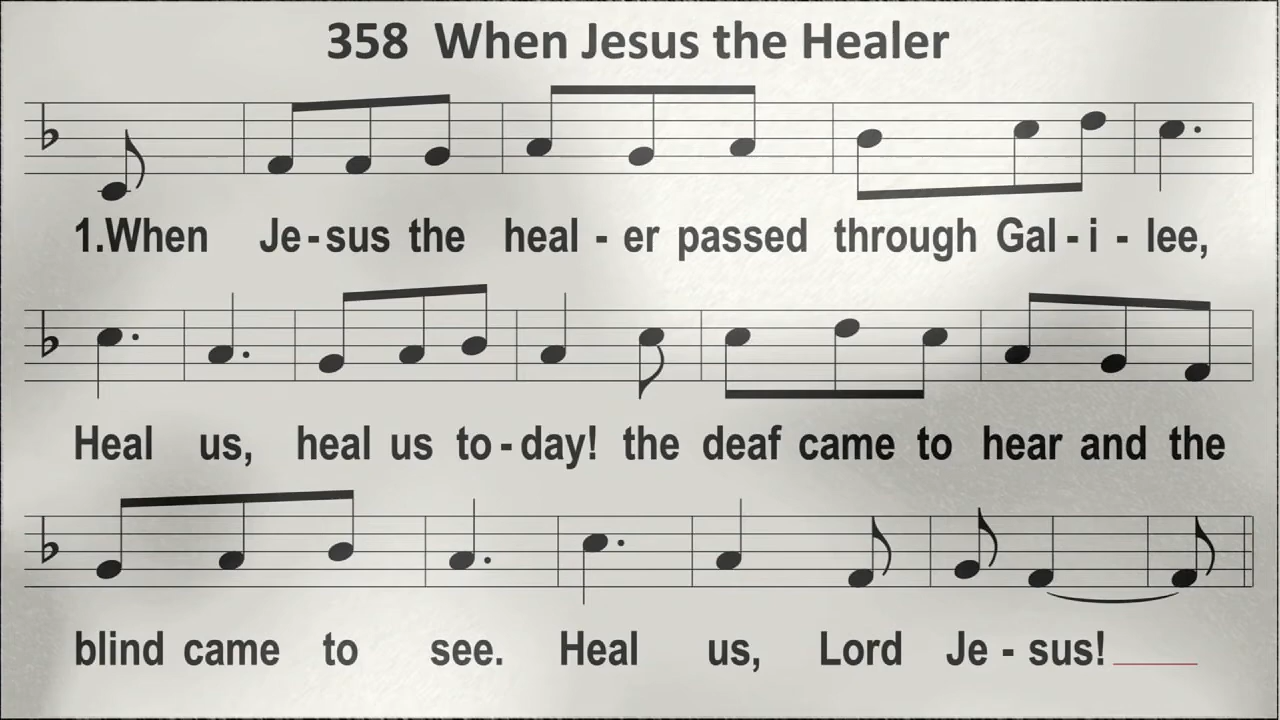 358 When Jesus the Healer
1.When Je-sus the heal - er passed through Gal - i - lee,
Heal us, heal us to-day! the deaf came to hear and the
blind came to see. Heal us, Lord Je - sus!